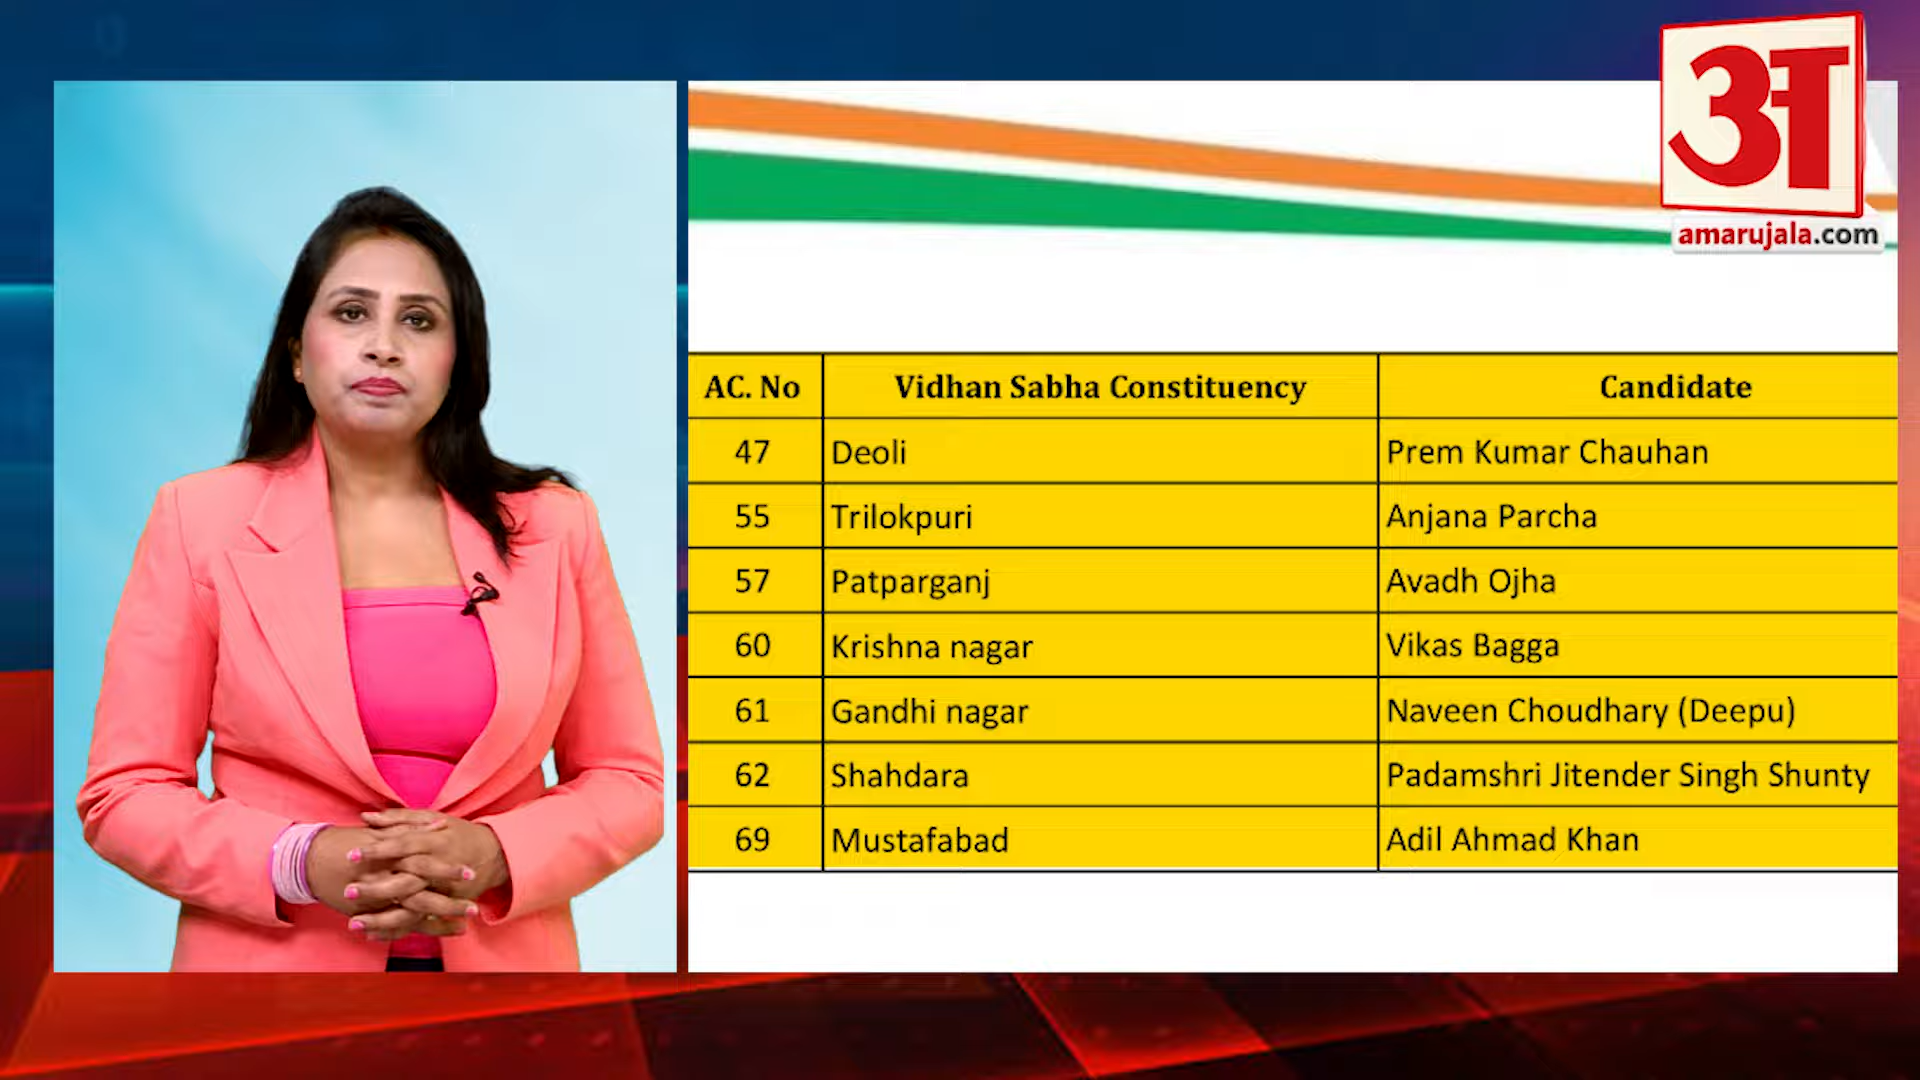 अ
amarujala.com
AC. No Vidhan Sabha Constituency Candidate
47 Deoli Prem Kumar Chauhan
55 Trilokpuri Anjana Parcha
57 Patparganj Avadh Ojha
60 Krishna nagar Vikas Bagga
61 Gandhi nagar Naveen Choudhary (Deepu)
62 Shahdara Padamshri Jitender Singh Shunty
69 Mustafabad Adil Ahmad Khan